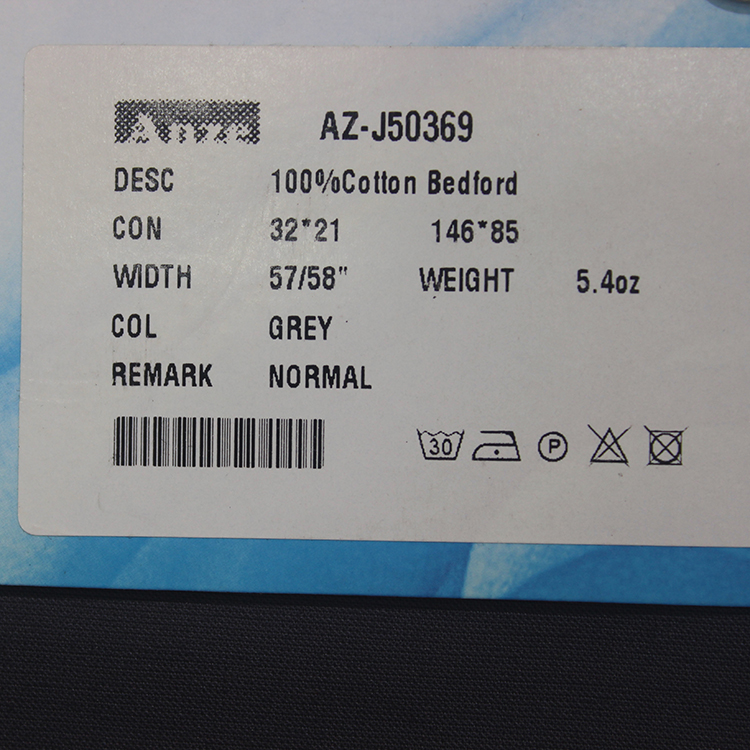 Anze AZ-J50369
DESC 100%Cotton Bedford
CON 32*21 146*85
WIDTH 57/58" WEIGHT 5.4oz
COL GREY
REMARK NORMAL
30 P